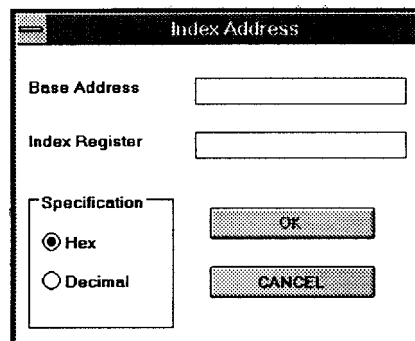 Index Address
Base Address
Index Register
Specification
Hex
Decimal
OK
CANCEL